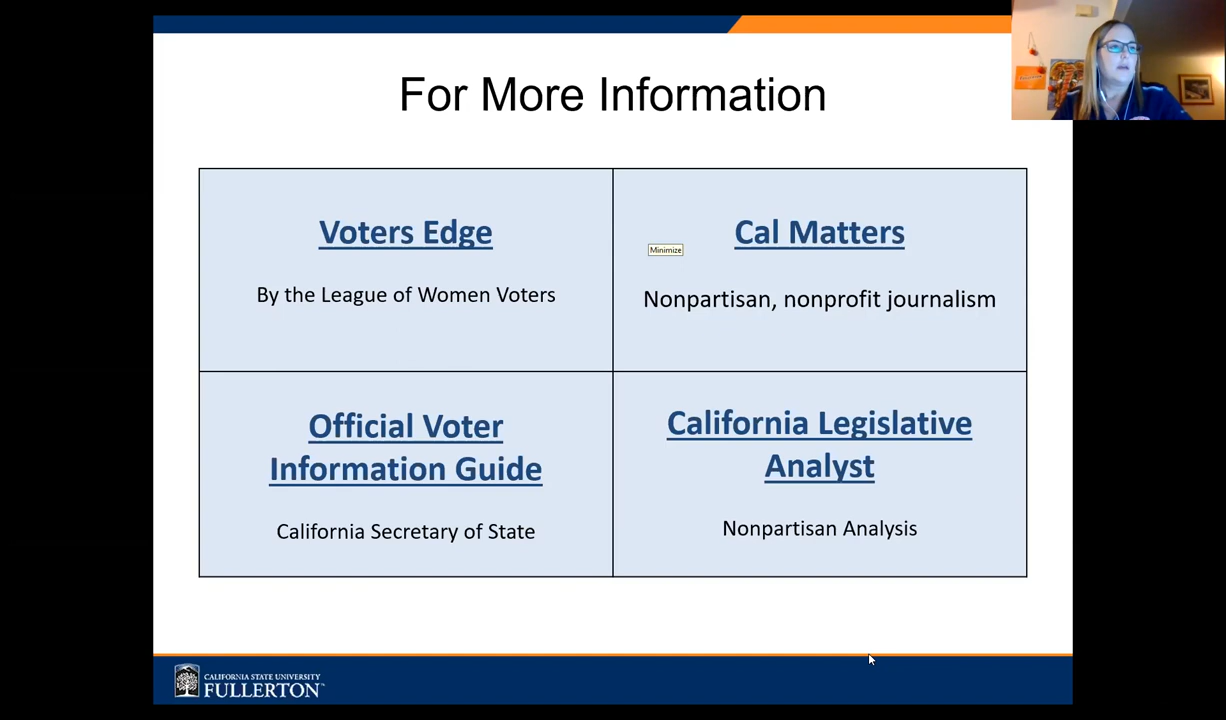 For More Information
Voters Edge
By the League of Women Voters
Cal Matters
Minimize
Nonpartisan, nonprofit journalism
Official Voter
Information Guide
California Secretary of State
California Legislative
Analyst
Nonpartisan Analysis
CALIFORNIA STATE UNIVERSITY
FULLERTON™